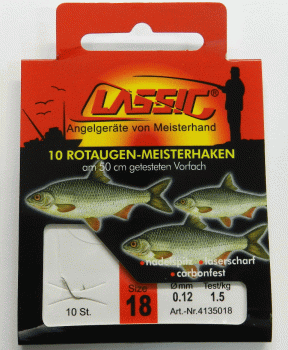 LASSIC®
Angelgeräte von Meisterhand
10 ROTAUGEN-MEISTERHAKEN
am 50 cm getesteten Vorfach
• nadelspitz • laserscharf
• carbonfest
10 St.
Size 18
Ø mm 0.12
Test/kg 1.5
Art.-Nr.4135018